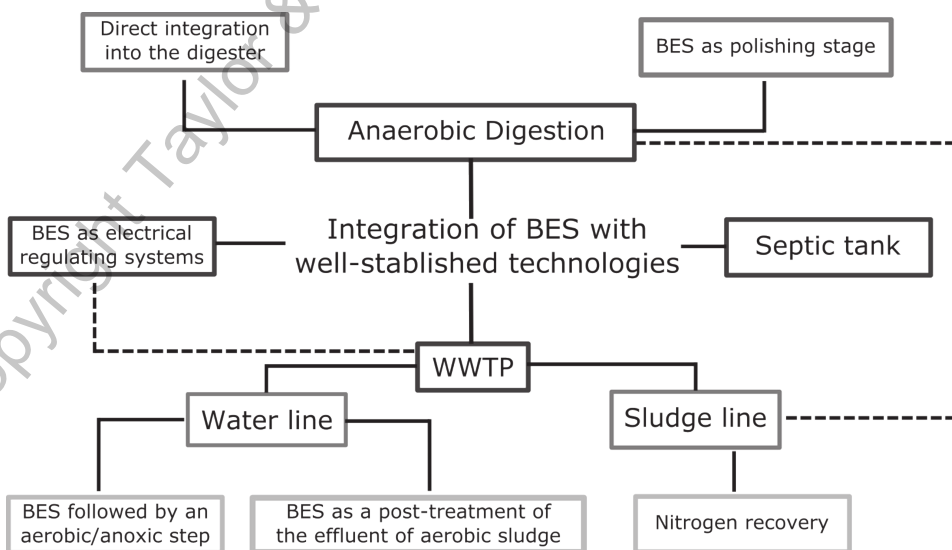 Direct integration
into the digester
BES as polishing stage
Anaerobic Digestion
Integration of BES with
well-stablished technologies
BES as electrical
regulating systems
Septic tank
WWTP
Water line
Sludge line
BES followed by an
aerobic/anoxic step
BES as a post-treatment of
the effluent of aerobic sludge
Nitrogen recovery
opyright Taylor &